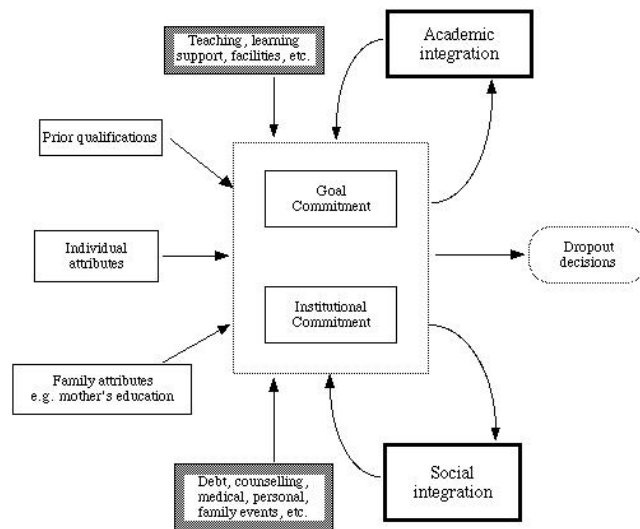 Teaching, learning
support, facilities, etc.
Academic
integration
Prior qualifications
Goal
Commitment
Individual
attributes
Dropout
decisions
Institutional
Commitment
Family attributes
e.g. mother's education
Debt, counselling,
medical, personal,
family events, etc.
Social
integration